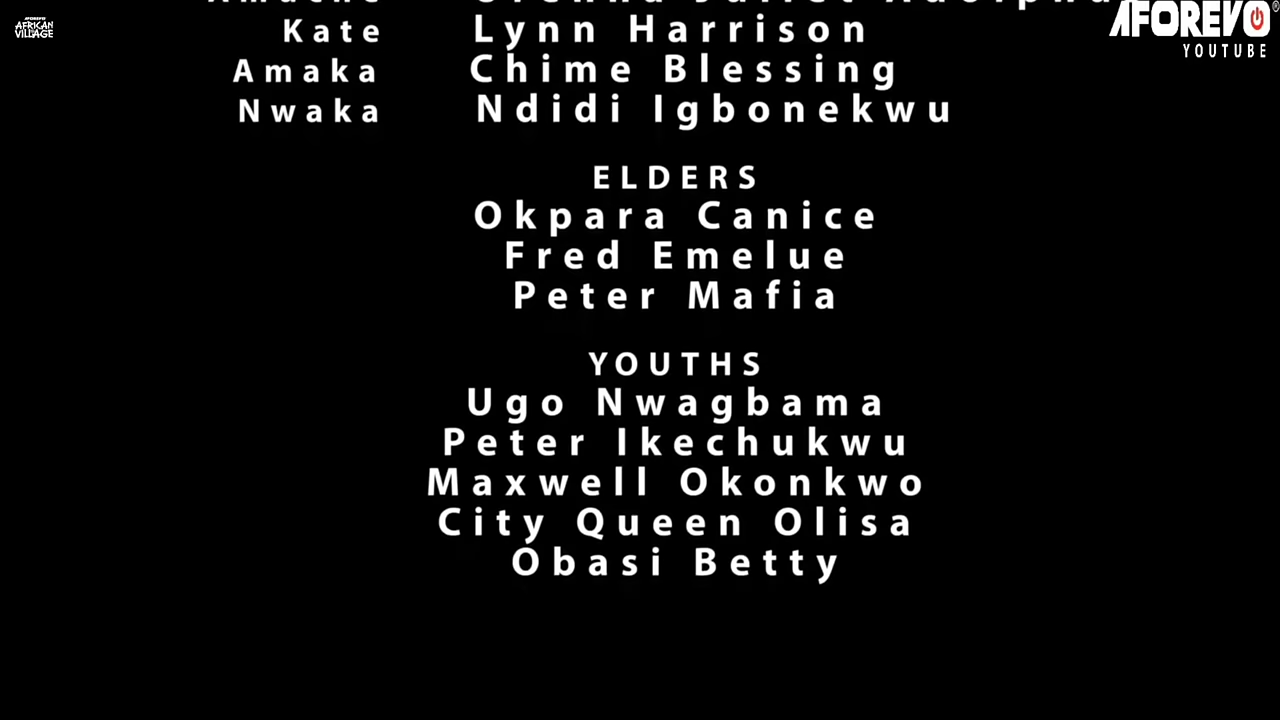 AFOREVO
AFRICAN
VILLAGE
AFOREVO
YOUTUBE
Kate Lynn Harrison
Amaka Chime Blessing
Nwaka Ndidi Igbonekwu
ELDERS
Okpara Canice
Fred Emelue
Peter Mafia
YOUTHS
Ugo Nwagbama
Peter Ikechukwu
Maxwell Okonkwo
City Queen Olisa
Obasi Betty